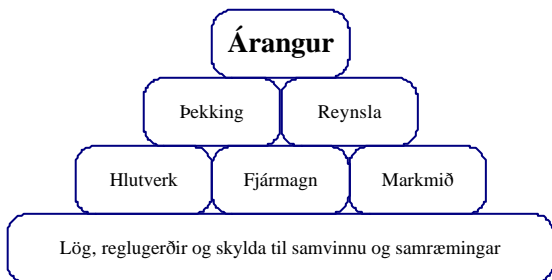 Árangur
Þekking Reynsla
Hlutverk Fjármagn Markmið
Lög, reglugerðir og skylda til samvinnu og samræmingar